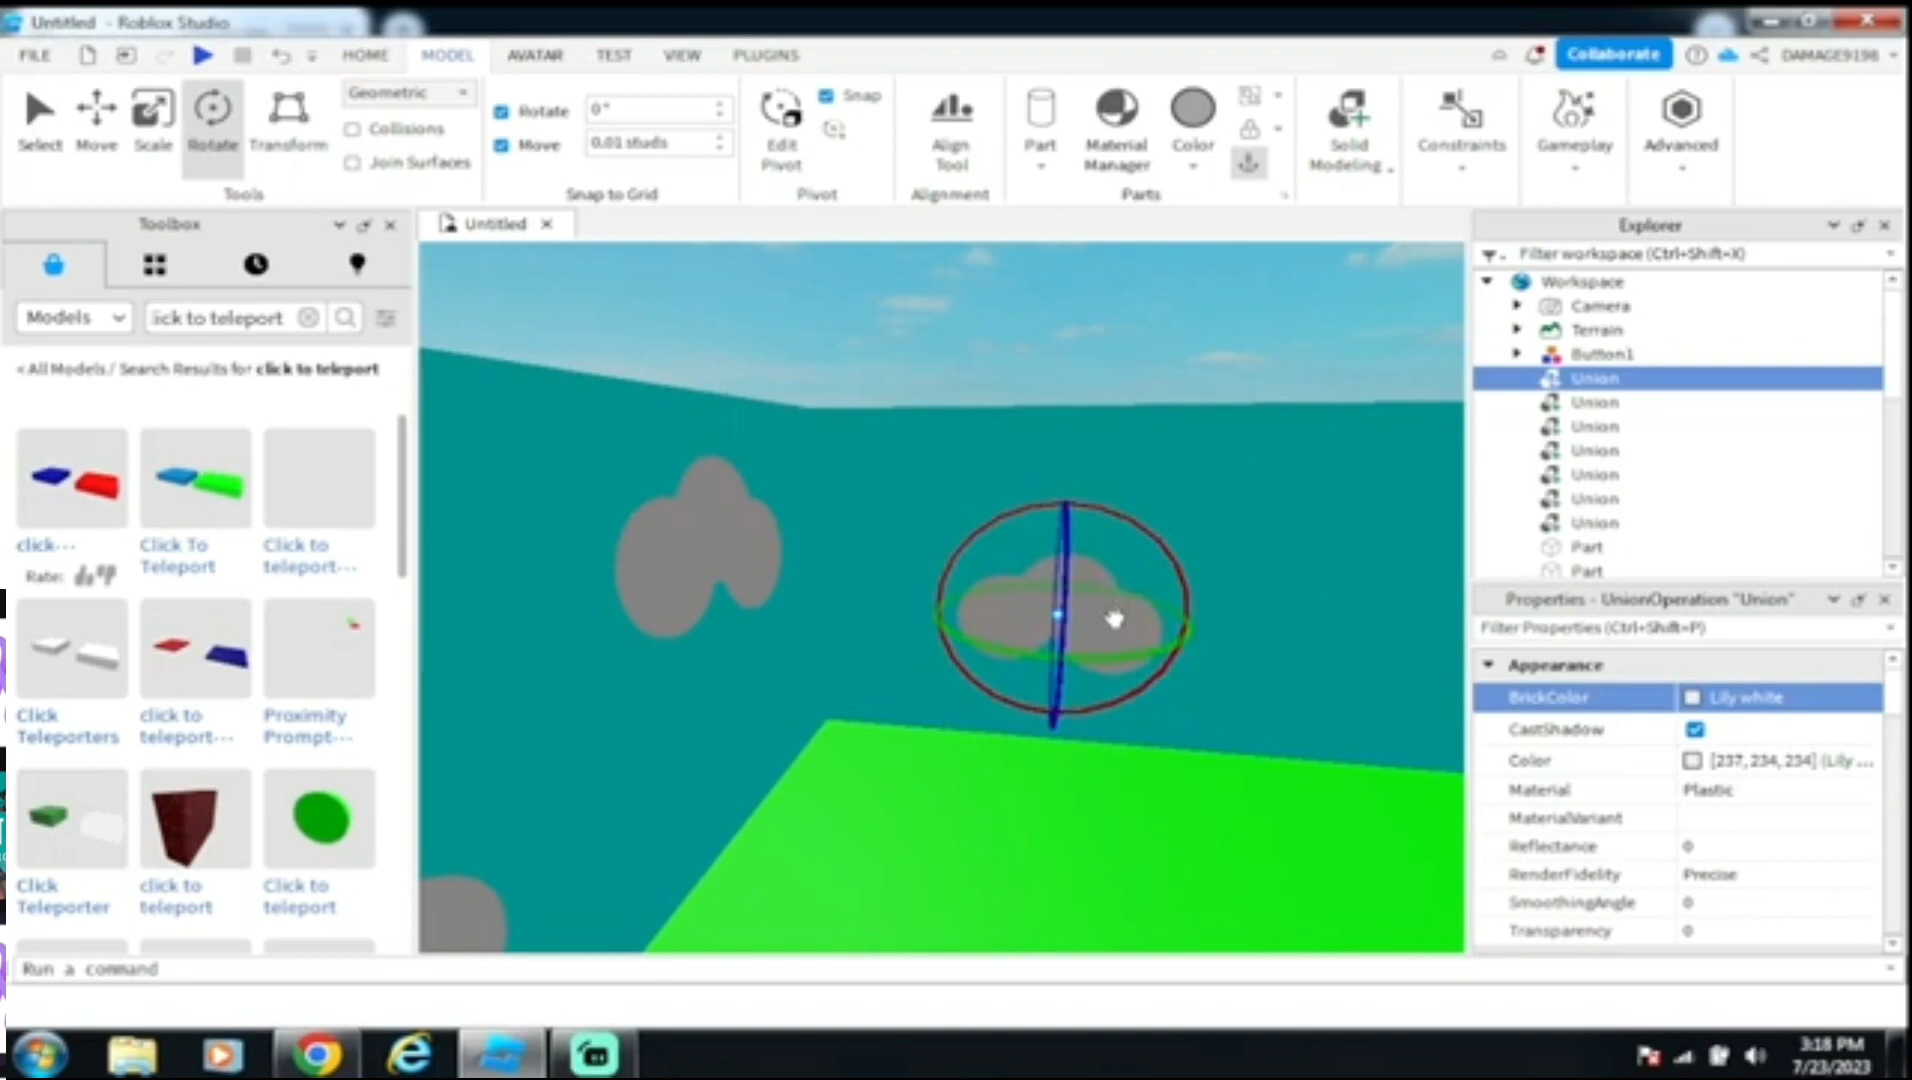 Untitled - Roblox Studio
FILE HOME MODEL AVATAR TEST VIEW PLUGINS Collaborate DAMAGE9198
Select Move Scale Rotate Transform
Geometric
Collisions
Join Surfaces
Tools
Rotate 0°
Move 0.01 studs
Snap to Grid
Edit Pivot
Snap
Pivot
Align Tool
Alignment
Part
Material Manager
Color
Parts
Solid Modeling
Constraints
Gameplay
Advanced
Toolbox
Models
ick to teleport
<All Models / Search Results for click to teleport
click...
Rate:
Click To Teleport
Click to teleport...
Click Teleporters
click to teleport...
Proximity Prompt...
Click Teleporter
click to teleport
Click to teleport
Untitled
Explorer
Filter workspace (Ctrl+Shift+X)
Workspace
Camera
Terrain
Button1
Union
Union
Union
Union
Union
Union
Union
Part
Part
Properties - UnionOperation "Union"
Filter Properties (Ctrl+Shift+P)
Appearance
BrickColor Lily white
CastShadow
Color [237, 234, 234] (Lily ...
Material Plastic
MaterialVariant
Reflectance 0
RenderFidelity Precise
SmoothingAngle 0
Transparency 0
Run a command
3:18 PM
7/23/2023